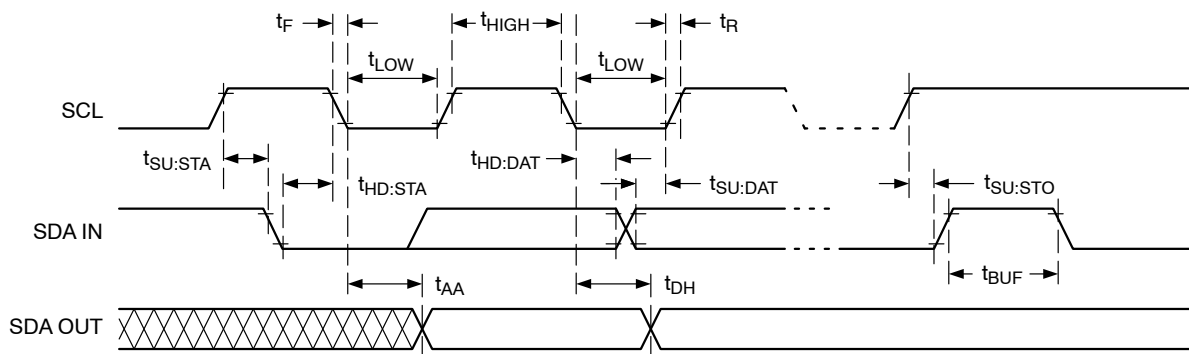 tF
tHIGH
tR
tLOW
tLOW
SCL
tSU:STA
tHD:STA
tHD:DAT
tSU:DAT
tSU:STO
SDA IN
tAA
tDH
tBUF
SDA OUT